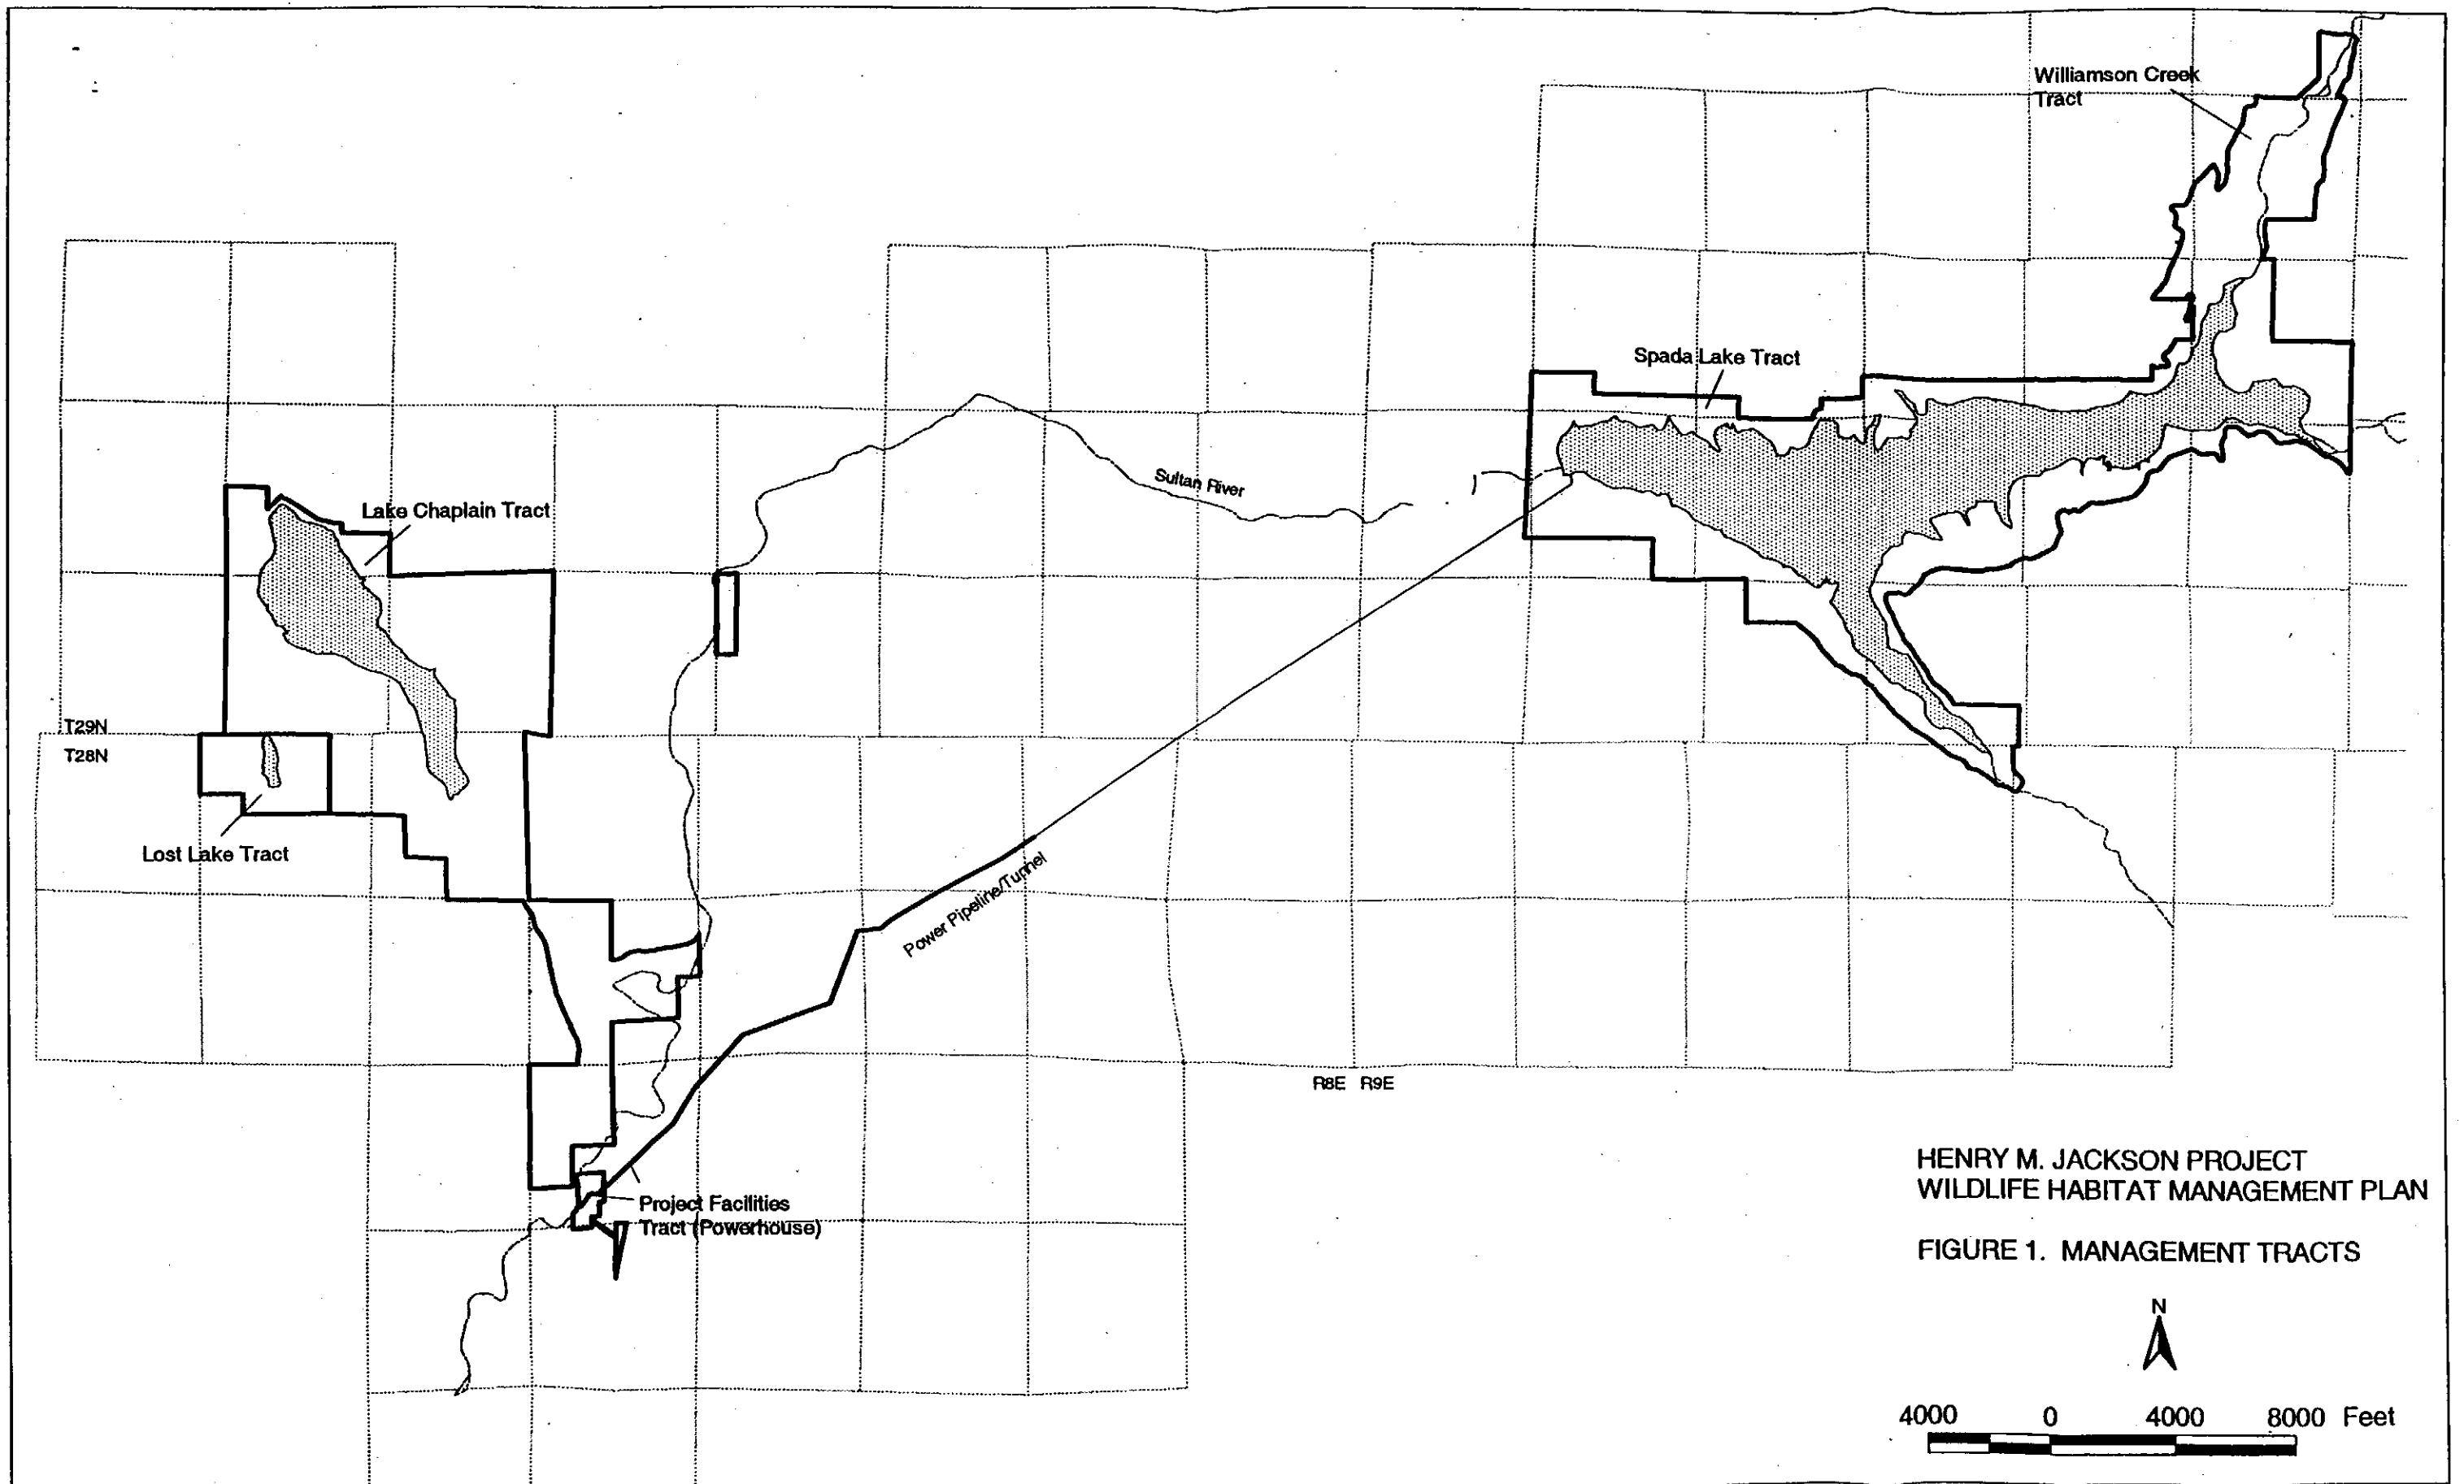 Williamson Creek
Tract
Spada Lake Tract
Sultan River
Lake Chaplain Tract
T29N
T28N
Lost Lake Tract
Power Pipeline/Tunnel
R8E R9E
Project Facilities
Tract (Powerhouse)
HENRY M. JACKSON PROJECT
WILDLIFE HABITAT MANAGEMENT PLAN
FIGURE 1. MANAGEMENT TRACTS
N
4000 0 4000 8000 Feet